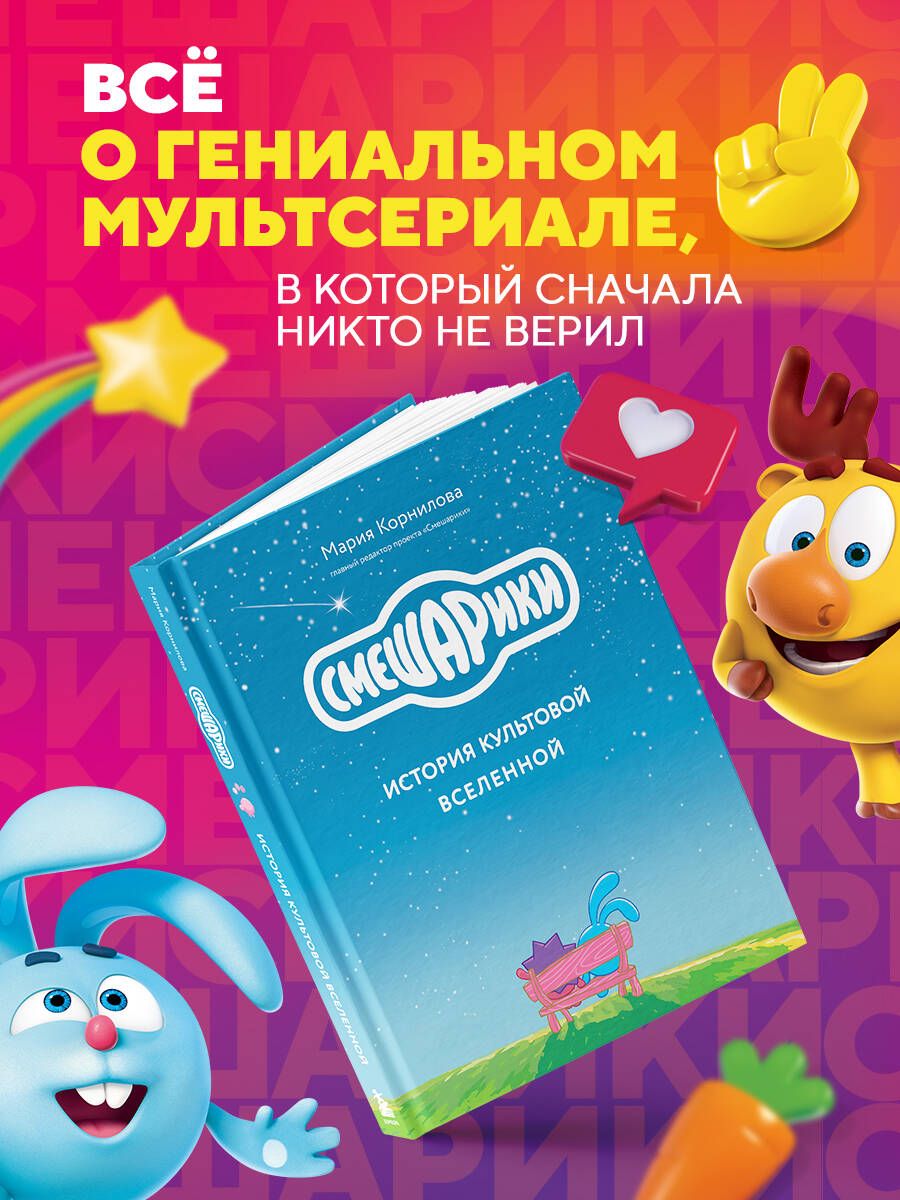 ВСЁ
О ГЕНИАЛЬНОМ
МУЛЬТСЕРИАЛЕ,
В КОТОРЫЙ СНАЧАЛА
НИКТО НЕ ВЕРИЛ
Мария Корнилова
главный редактор проекта «Смешарики»
СМЕШАРИКИ
ИСТОРИЯ КУЛЬТОВОЙ
ВСЕЛЕННОЙ
Мария Корнилова
СМЕШАРИКИ
ИСТОРИЯ КУЛЬТОВОЙ ВСЕЛЕННОЙ